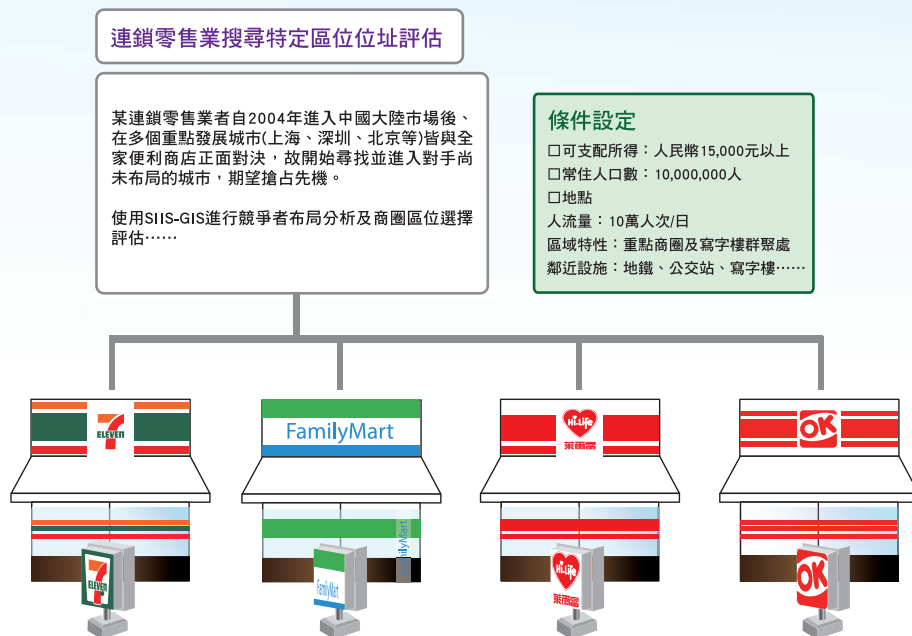 連鎖零售業搜尋特定區位位址評估
某連鎖零售業者自2004年進入中國大陸市場後、
在多個重點發展城市(上海、深圳、北京等)皆與全
家便利商店正面對決，故開始尋找並進入對手尚
未布局的城市，期望搶占先機。
使用SIIS-GIS進行競爭者布局分析及商圈區位選擇
評估……
條件設定
□可支配所得：人民幣15,000元以上
□常住人口數：10,000,000人
□地點
人流量：10萬人次/日
區域特性：重點商圈及寫字樓群聚處
鄰近設施：地鐵、公交站、寫字樓……
7
ELEVEN
FamilyMart
Hi-Life
萊爾富
OK
FamilyMart
7
ELEVEN
FamilyMart
Hi-Life
萊爾富
OK